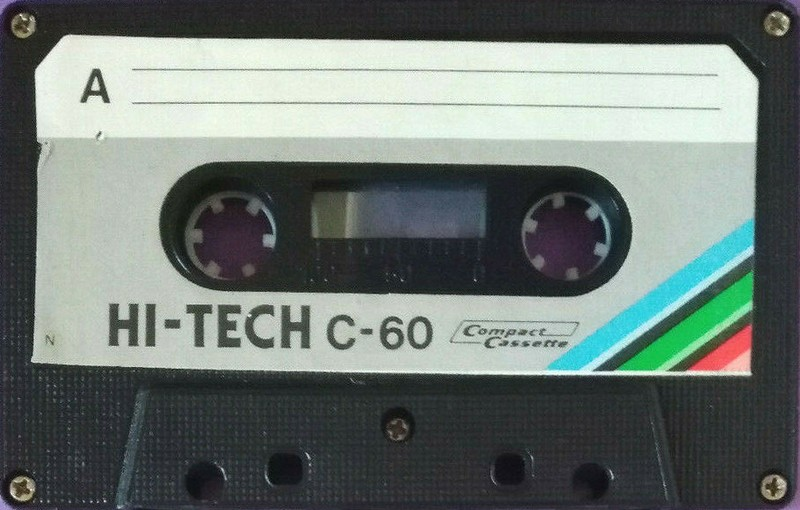 A
HI-TECH C-60
Compact
Cassette
N